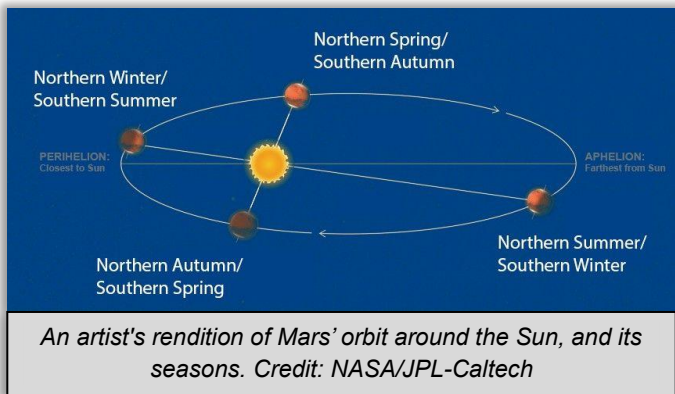 Northern Spring/
Southern Autumn
Northern Winter/
Southern Summer
PERIHELION:
Closest to Sun
APHELION:
Farthest from Sun
Northern Autumn/
Southern Spring
Northern Summer/
Southern Winter
An artist's rendition of Mars’ orbit around the Sun, and its
seasons. Credit: NASA/JPL-Caltech